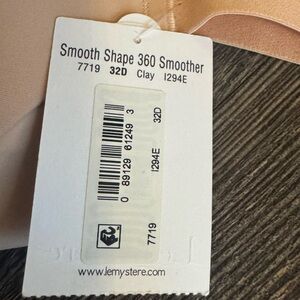 Smooth Shape 360 Smoother
7719 32D Clay I294E
0 89129 61249 3
7719 I294E 32D
www.lemystere.com